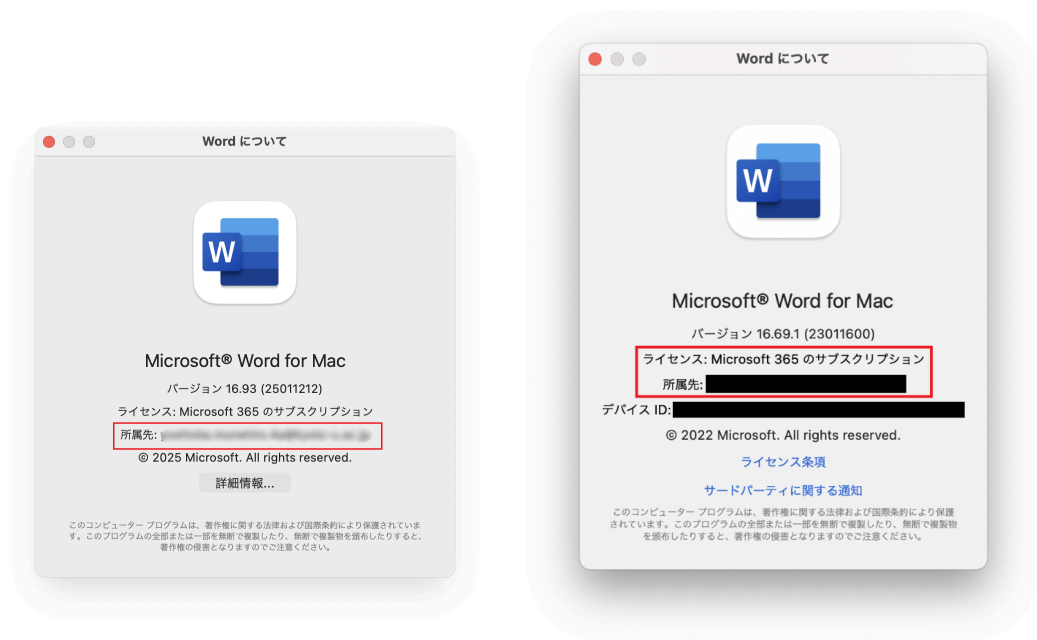 Word について
W
Microsoft® Word for Mac
バージョン 16.93 (25011212)
ライセンス: Microsoft 365 のサブスクリプション
所属先:
© 2025 Microsoft. All rights reserved.
詳細情報...
このコンピューター プログラムは、著作権に関する法律および国際条約により保護されていま
す。このプログラムの全部または一部を無断で複製したり、無断で複製物を頒布したりすると、
著作権の侵害となりますのでご注意ください。
Word について
W
Microsoft® Word for Mac
バージョン 16.69.1 (23011600)
ライセンス: Microsoft 365 のサブスクリプション
所属先:
デバイス ID:
© 2022 Microsoft. All rights reserved.
ライセンス条項
サードパーティに関する通知
このコンピューター プログラムは、著作権に関する法律および国際条約により保護
されています。このプログラムの全部または一部を無断で複製したり、無断で複製物
を頒布したりすると、著作権の侵害となりますのでご注意ください。